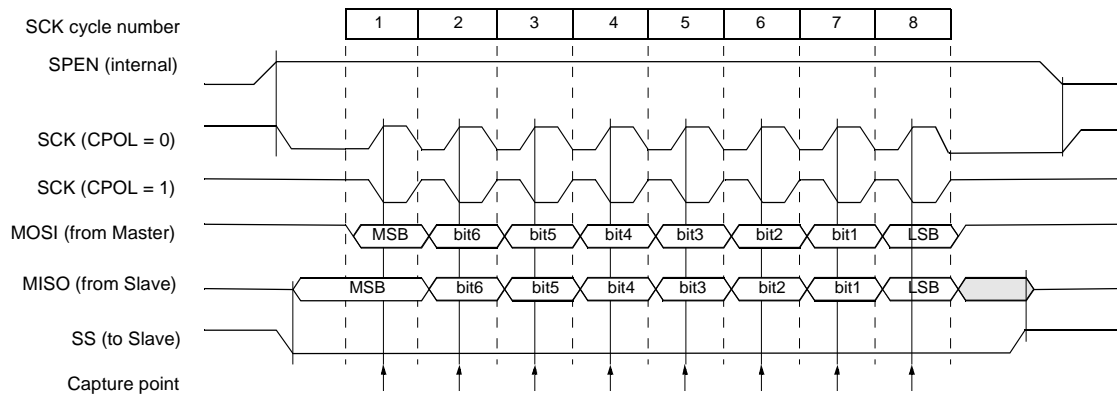 SCK cycle number 1 2 3 4 5 6 7 8
SPEN (internal)
SCK (CPOL = 0)
SCK (CPOL = 1)
MOSI (from Master) MSB bit6 bit5 bit4 bit3 bit2 bit1 LSB
MISO (from Slave) MSB bit6 bit5 bit4 bit3 bit2 bit1 LSB
SS (to Slave)
Capture point